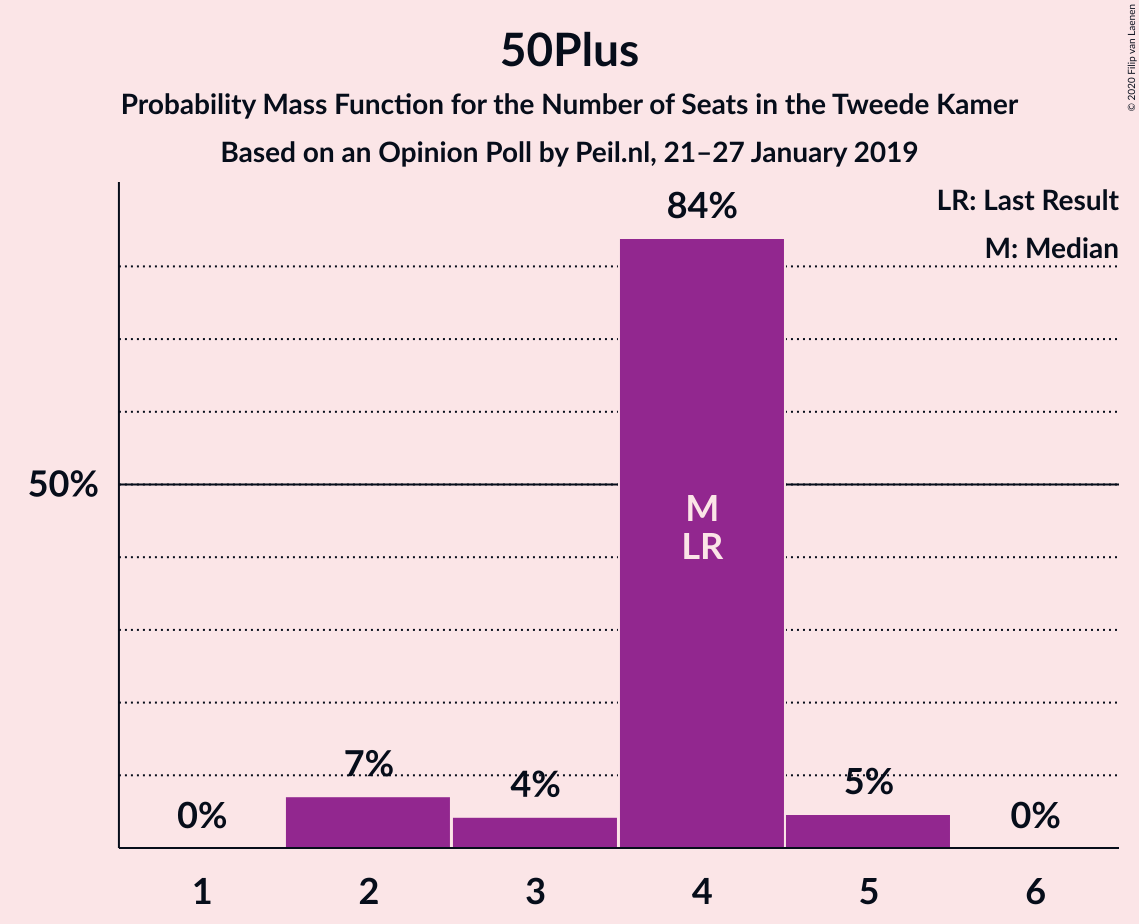 50Plus
Probability Mass Function for the Number of Seats in the Tweede Kamer
Based on an Opinion Poll by Peil.nl, 21–27 January 2019
© 2020 Filip van Laenen
LR: Last Result
M: Median
84%
50%
M
LR
7%
4%
5%
0%
0%
1 2 3 4 5 6